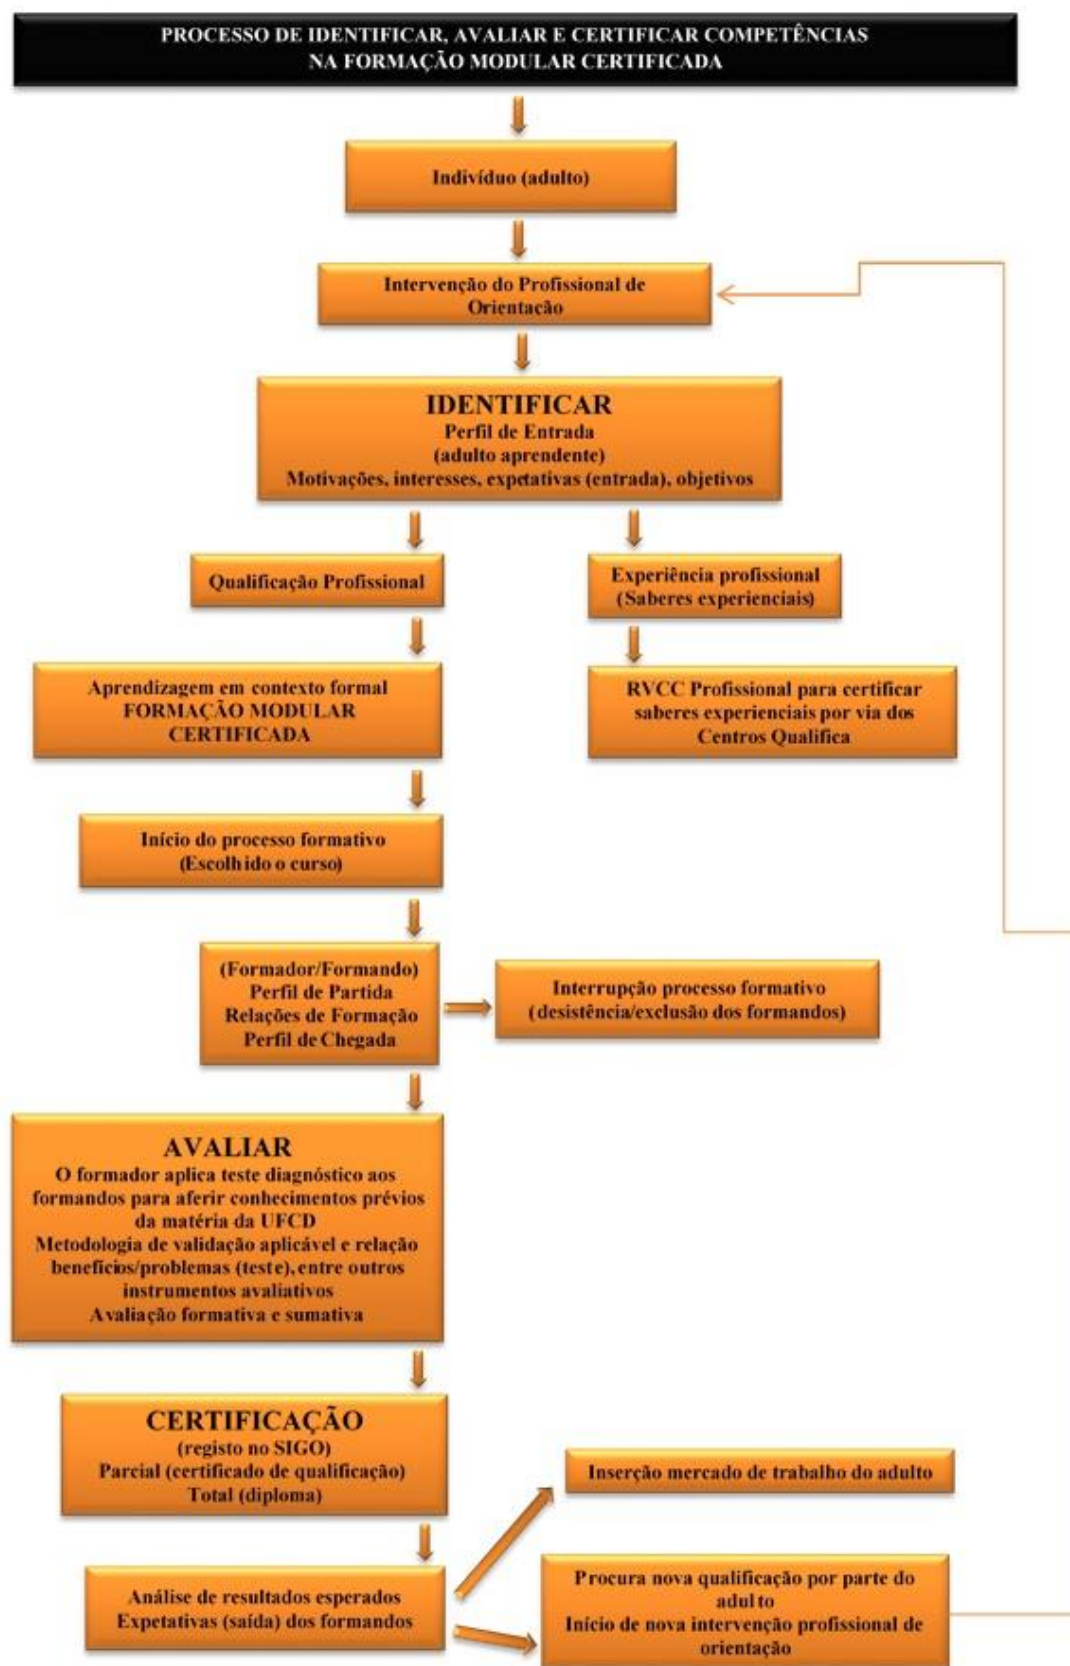 PROCESSO DE IDENTIFICAR, AVALIAR E CERTIFICAR COMPETÊNCIAS
NA FORMAÇÃO MODULAR CERTIFICADA
Indivíduo (adulto)
Intervenção do Profissional de
Orientação
IDENTIFICAR
Perfil de Entrada
(adulto aprendente)
Motivações, interesses, expetativas (entrada), objetivos
Qualificação Profissional
Experiência profissional
(Saberes experienciais)
Aprendizagem em contexto formal
FORMAÇÃO MODULAR
CERTIFICADA
RVCC Profissional para certificar
saberes experienciais por via dos
Centros Qualifica
Início do processo formativo
(Escolhido o curso)
(Formador/Formando)
Perfil de Partida
Relações de Formação
Perfil de Chegada
Interrupção processo formativo
(desistência/exclusão dos formandos)
AVALIAR
O formador aplica teste diagnóstico aos
formandos para aferir conhecimentos prévios
da matéria da UFCD
Metodologia de validação aplicável e relação
benefícios/problemas (teste), entre outros
instrumentos avaliativos
Avaliação formativa e sumativa
CERTIFICAÇÃO
(registo no SIGO)
Parcial (certificado de qualificação)
Total (diploma)
Inserção mercado de trabalho do adulto
Análise de resultados esperados
Expetativas (saída) dos formandos
Procura nova qualificação por parte do
adulto
Início de nova intervenção profissional de
orientação